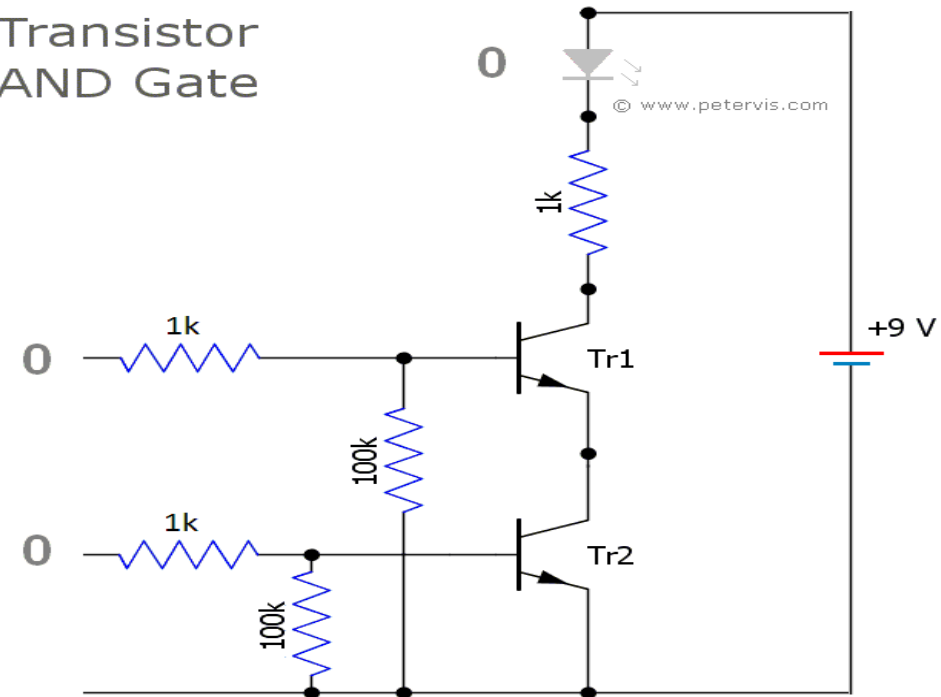 Transistor
AND Gate
0
© www.petervis.com
1k
+9 V
1k
0
Tr1
100k
1k
0
Tr2
100k